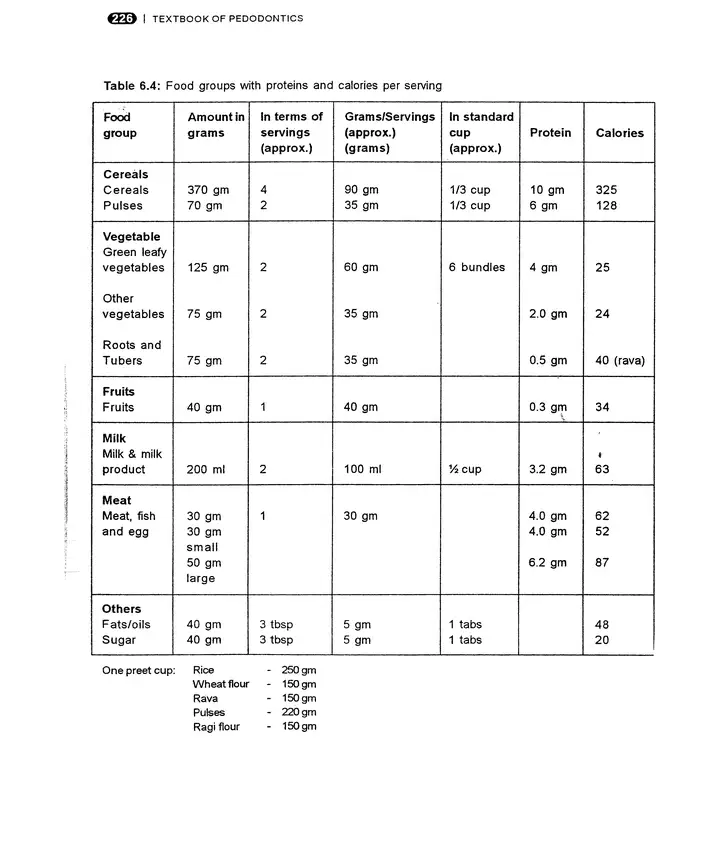 226 | TEXTBOOK OF PEDODONTICS
Table 6.4: Food groups with proteins and calories per serving
Food group Amount in grams In terms of servings (approx.) Grams/Servings (approx.) (grams) In standard cup (approx.) Protein Calories
Cereals
Cereals 370 gm 4 90 gm 1/3 cup 10 gm 325
Pulses 70 gm 2 35 gm 1/3 cup 6 gm 128
Vegetable
Green leafy
vegetables 125 gm 2 60 gm 6 bundles 4 gm 25
Other
vegetables 75 gm 2 35 gm 2.0 gm 24
Roots and
Tubers 75 gm 2 35 gm 0.5 gm 40 (rava)
Fruits
Fruits 40 gm 1 40 gm 0.3 gm 34
Milk
Milk & milk
product 200 ml 2 100 ml ½ cup 3.2 gm 63
Meat
Meat, fish 30 gm 1 30 gm 4.0 gm 62
and egg 30 gm 4.0 gm 52
small
50 gm 6.2 gm 87
large
Others
Fats/oils 40 gm 3 tbsp 5 gm 1 tabs 48
Sugar 40 gm 3 tbsp 5 gm 1 tabs 20
One preet cup: Rice - 250 gm
Wheat flour - 150 gm
Rava - 150 gm
Pulses - 220 gm
Ragi flour - 150 gm